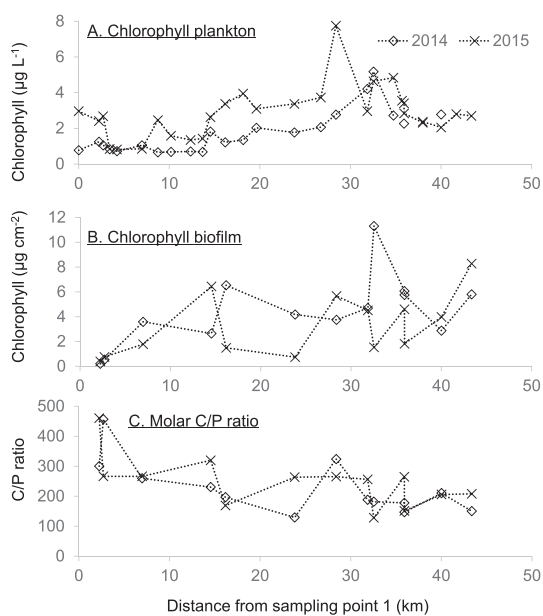 A. Chlorophyll plankton
2014 2015
Chlorophyll (µg L-1)
8
6
4
2
0
0 10 20 30 40 50
B. Chlorophyll biofilm
Chlorophyll (µg cm-2)
12
10
8
6
4
2
0
0 10 20 30 40 50
C. Molar C/P ratio
C/P ratio
500
400
300
200
100
0
0 10 20 30 40 50
Distance from sampling point 1 (km)